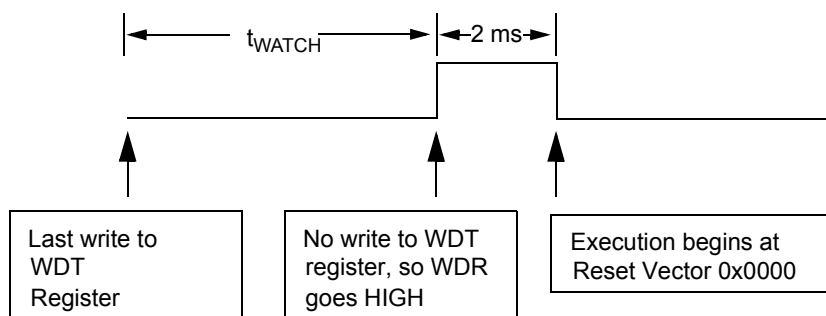 tWATCH
2 ms
Last write to
WDT
Register
No write to WDT
register, so WDR
goes HIGH
Execution begins at
Reset Vector 0x0000